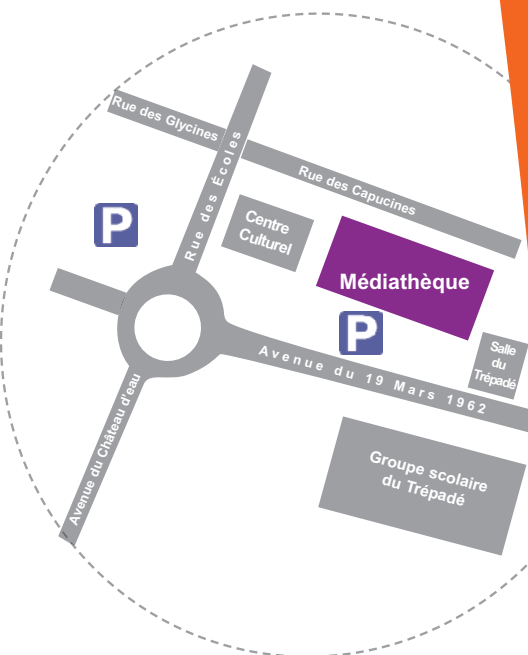 Rue des Glycines
Rue des Écoles
Rue des Capucines
P
Centre
Culturel
Médiathèque
P
Salle
du
Trépadé
Avenue du 19 Mars 1962
Avenue du Château d'eau
Groupe scolaire
du Trépadé